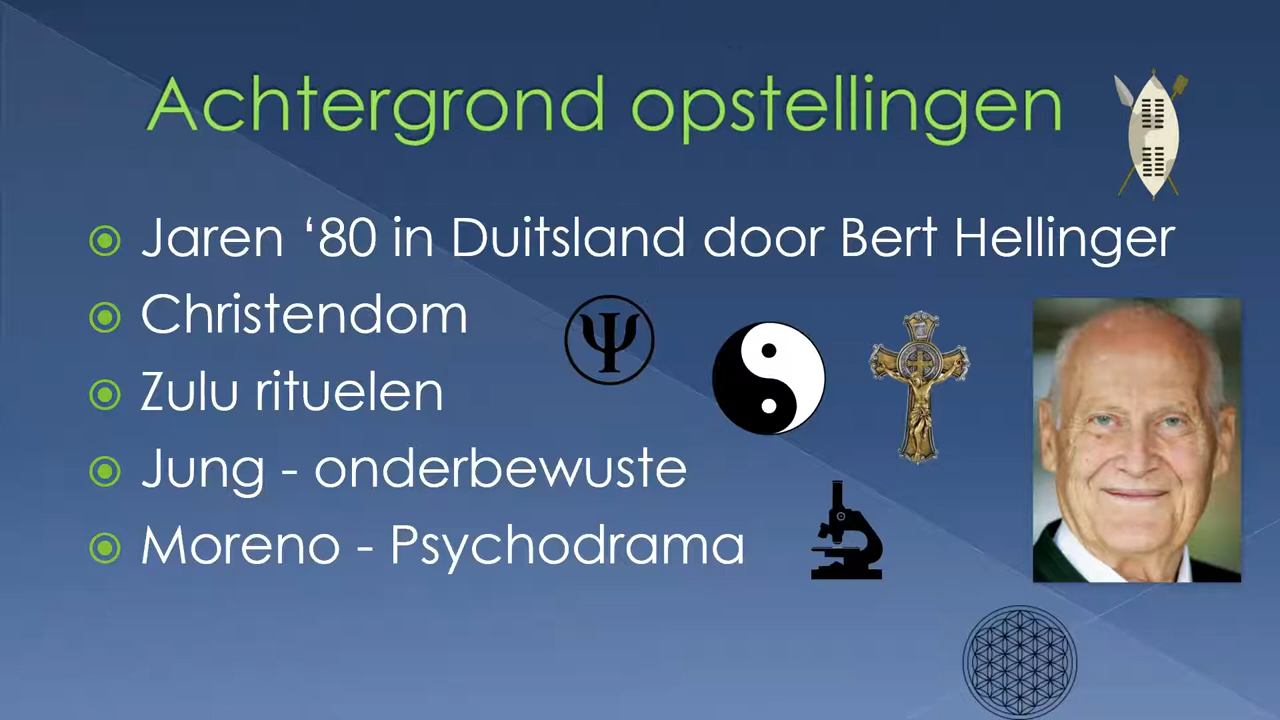 Achtergrond opstellingen
Jaren ‘80 in Duitsland door Bert Hellinger
Christendom
Zulu rituelen
Jung - onderbewuste
Moreno - Psychodrama
Ψ